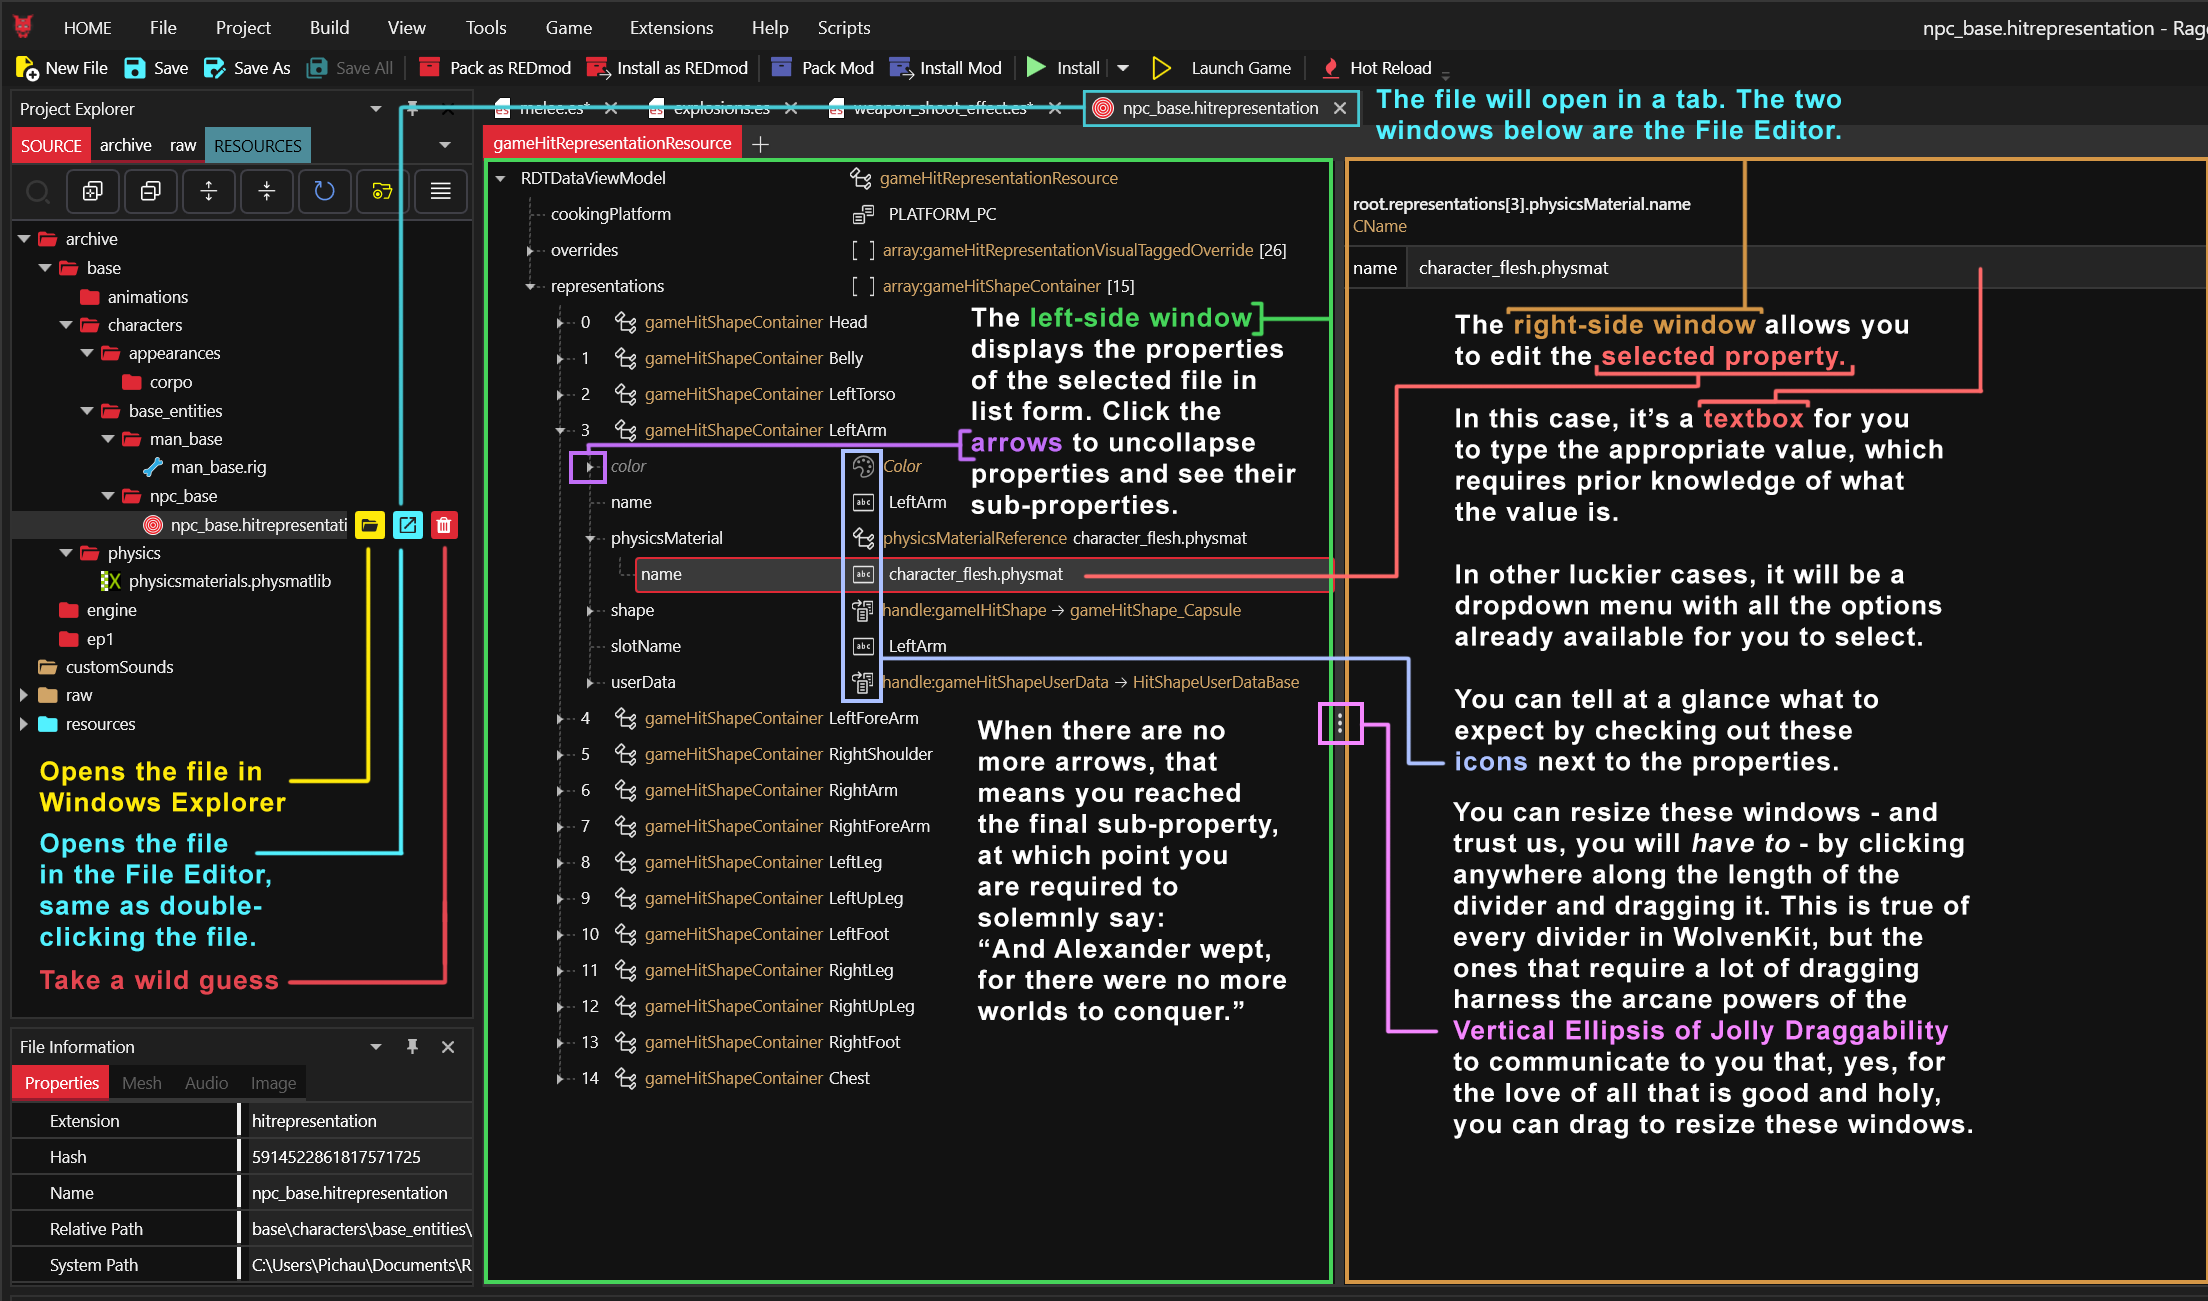 HOME File Project Build View Tools Game Extensions Help Scripts npc_base.hitrepresentation - Rag
New File Save Save As Save All Pack as REDmod Install as REDmod Pack Mod Install Mod Install Launch Game Hot Reload
Project Explorer
SOURCE archive raw RESOURCES
archive
base
animations
characters
appearances
corpo
base_entities
man_base
man_base.rig
npc_base
npc_base.hitrepresentati
physics
physicsmaterials.physmatlib
engine
ep1
customSounds
raw
resources
Opens the file in
Windows Explorer
Opens the file
in the File Editor,
same as double-
clicking the file.
Take a wild guess
File Information
Properties Mesh Audio Image
Extension hitrepresentation
Hash 5914522861817571725
Name npc_base.hitrepresentation
Relative Path base\characters\base_entities\
System Path C:\Users\Pichau\Documents\R
melee.es* explosions.es weapon_shoot_effect.es* npc_base.hitrepresentation
The file will open in a tab. The two
windows below are the File Editor.
gameHitRepresentationResource
RDTDataViewModel gameHitRepresentationResource
cookingPlatform PLATFORM_PC
overrides [ ] array:gameHitRepresentationVisualTaggedOverride [26]
representations [ ] array:gameHitShapeContainer [15]
0 gameHitShapeContainer Head
1 gameHitShapeContainer Belly
2 gameHitShapeContainer LeftTorso
3 gameHitShapeContainer LeftArm
color Color
name abc LeftArm
physicsMaterial physicsMaterialReference character_flesh.physmat
name abc character_flesh.physmat
shape handle:gameIHitShape → gameHitShape_Capsule
slotName abc LeftArm
userData handle:gameHitShapeUserData → HitShapeUserDataBase
4 gameHitShapeContainer LeftForeArm
5 gameHitShapeContainer RightShoulder
6 gameHitShapeContainer RightArm
7 gameHitShapeContainer RightForeArm
8 gameHitShapeContainer LeftLeg
9 gameHitShapeContainer LeftUpLeg
10 gameHitShapeContainer LeftFoot
11 gameHitShapeContainer RightLeg
12 gameHitShapeContainer RightUpLeg
13 gameHitShapeContainer RightFoot
14 gameHitShapeContainer Chest
The left-side window
displays the properties
of the selected file in
list form. Click the
arrows to uncollapse
properties and see their
sub-properties.
When there are no
more arrows, that
means you reached
the final sub-property,
at which point you
are required to
solemnly say:
“And Alexander wept,
for there were no more
worlds to conquer.”
root.representations[3].physicsMaterial.name
CName
name character_flesh.physmat
The right-side window allows you
to edit the selected property.
In this case, it’s a textbox for you
to type the appropriate value, which
requires prior knowledge of what
the value is.
In other luckier cases, it will be a
dropdown menu with all the options
already available for you to select.
You can tell at a glance what to
expect by checking out these
icons next to the properties.
You can resize these windows - and
trust us, you will have to - by clicking
anywhere along the length of the
divider and dragging it. This is true of
every divider in WolvenKit, but the
ones that require a lot of dragging
harness the arcane powers of the
Vertical Ellipsis of Jolly Draggability
to communicate to you that, yes, for
the love of all that is good and holy,
you can drag to resize these windows.